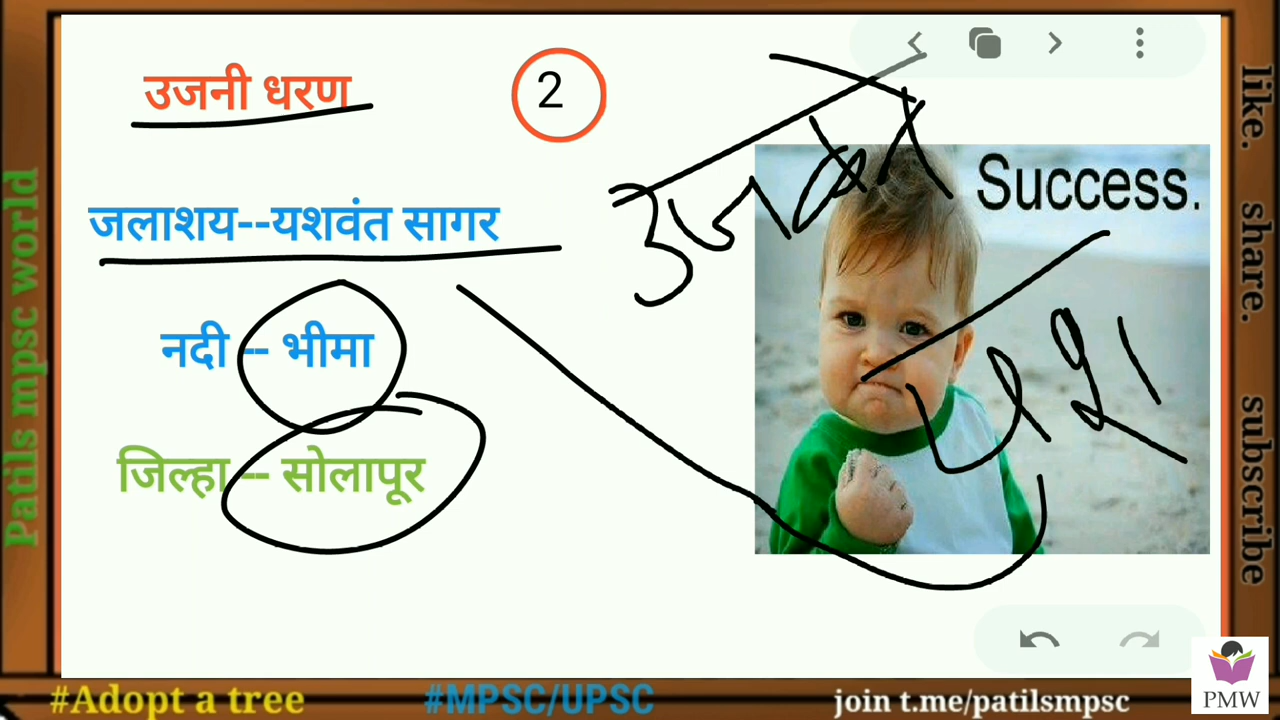 उजनी धरण
2
जलाशय--यशवंत सागर
नदी -- भीमा
जिल्हा -- सोलापूर
Success.
Patils mpsc world
like. share. subscribe
#Adopt a tree
#MPSC/UPSC
join t.me/patilsmpsc
PMW